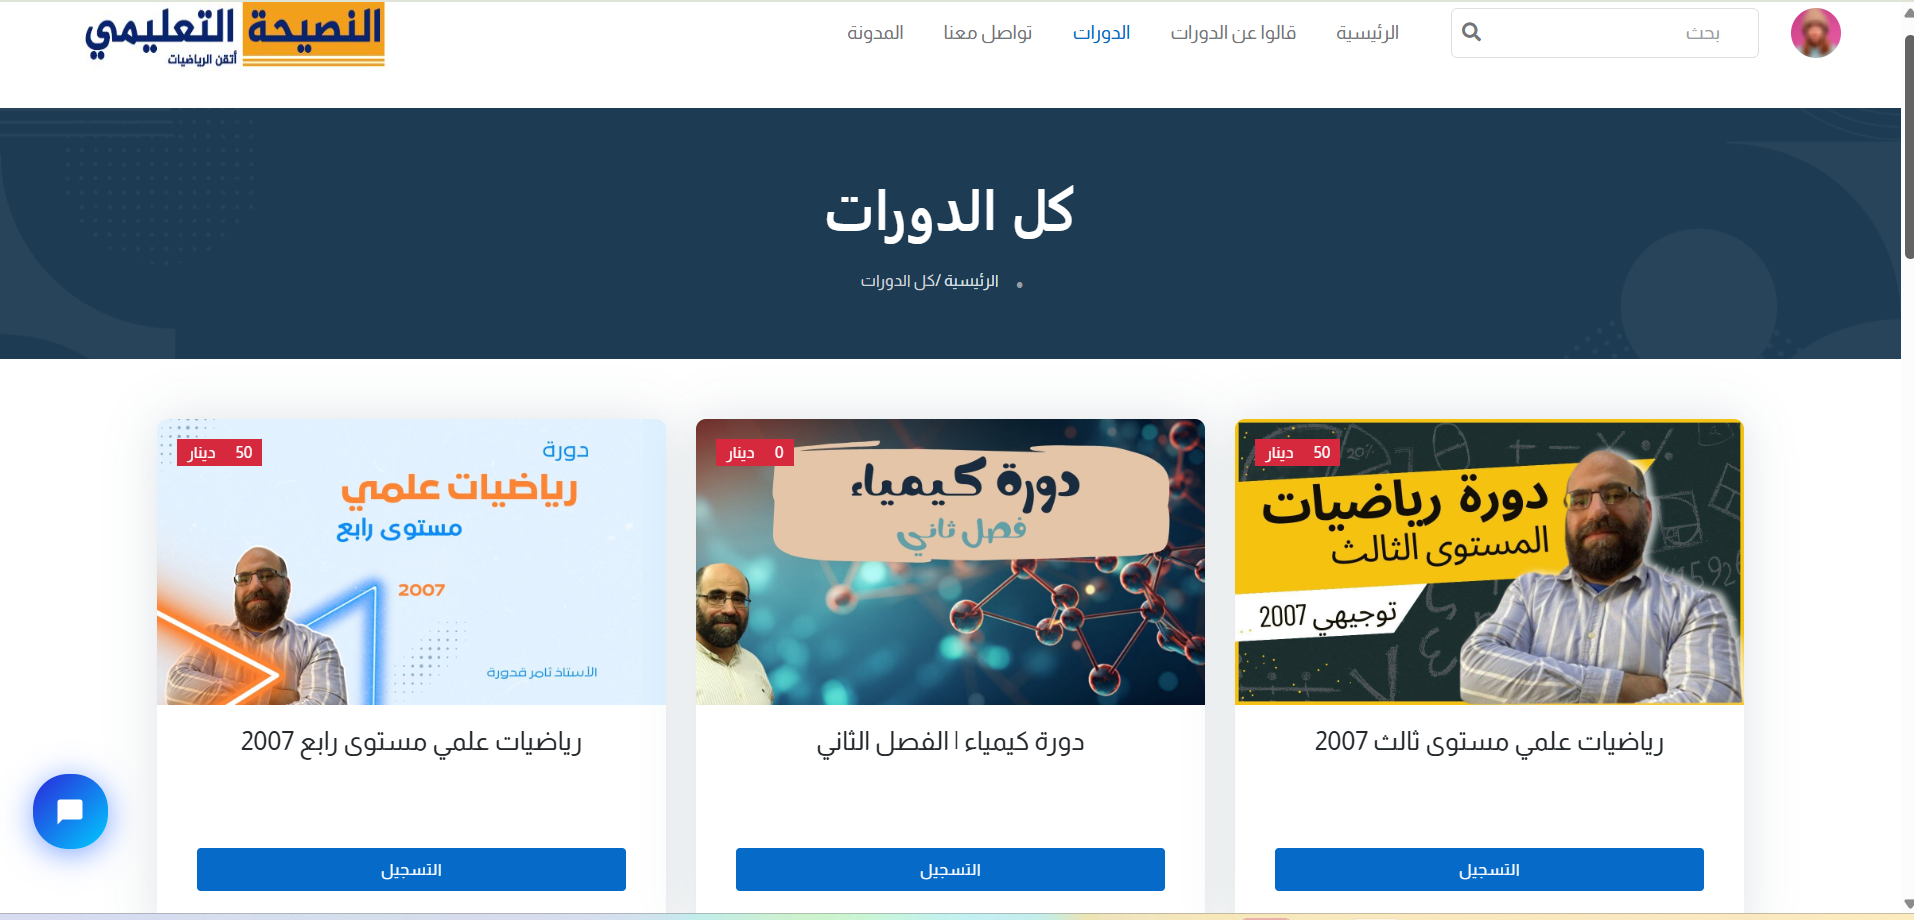 بحث
الرئيسية
قالوا عن الدورات
الدورات
تواصل معنا
المدونة
النصيحة التعليمي
أتقن الرياضيات
كل الدورات
الرئيسية /كل الدورات
50 دينار
دورة رياضيات
المستوى الثالث
توجيهي 2007
رياضيات علمي مستوى ثالث 2007
التسجيل
0 دينار
دورة كيمياء
فصل ثاني
دورة كيمياء | الفصل الثاني
التسجيل
50 دينار
دورة
رياضيات علمي
مستوى رابع
2007
الأستاذ ثامر قدورة
رياضيات علمي مستوى رابع 2007
التسجيل